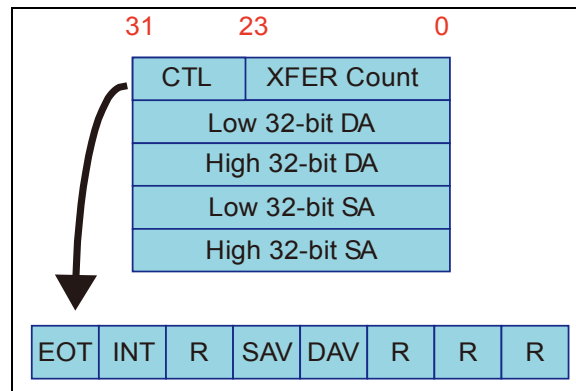 31 23 0
CTL XFER Count
Low 32-bit DA
High 32-bit DA
Low 32-bit SA
High 32-bit SA
EOT INT R SAV DAV R R R